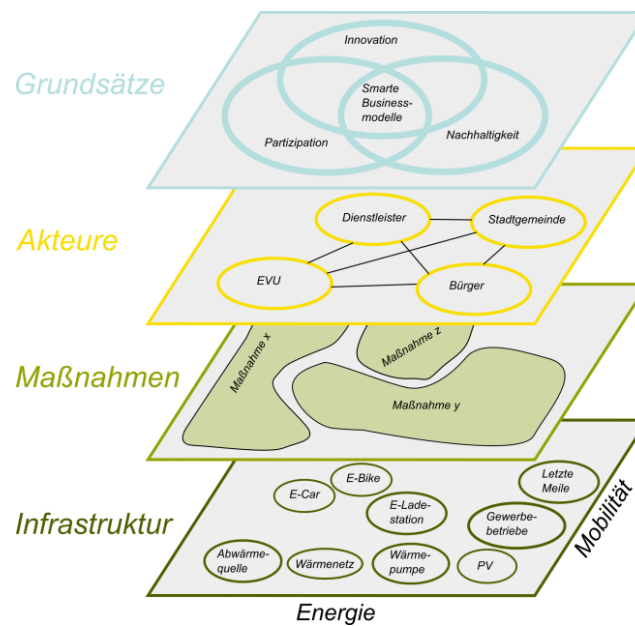 Grundsätze
Innovation
Smarte
Business-
modelle
Partizipation
Nachhaltigkeit
Akteure
Dienstleister
Stadtgemeinde
EVU
Bürger
Maßnahmen
Maßnahme x
Maßnahme z
Maßnahme y
Infrastruktur
E-Bike
E-Car
Letzte
Meile
E-Lade-
station
Gewerbe-
betriebe
Abwärme-
quelle
Wärmenetz
Wärme-
pumpe
PV
Mobilität
Energie